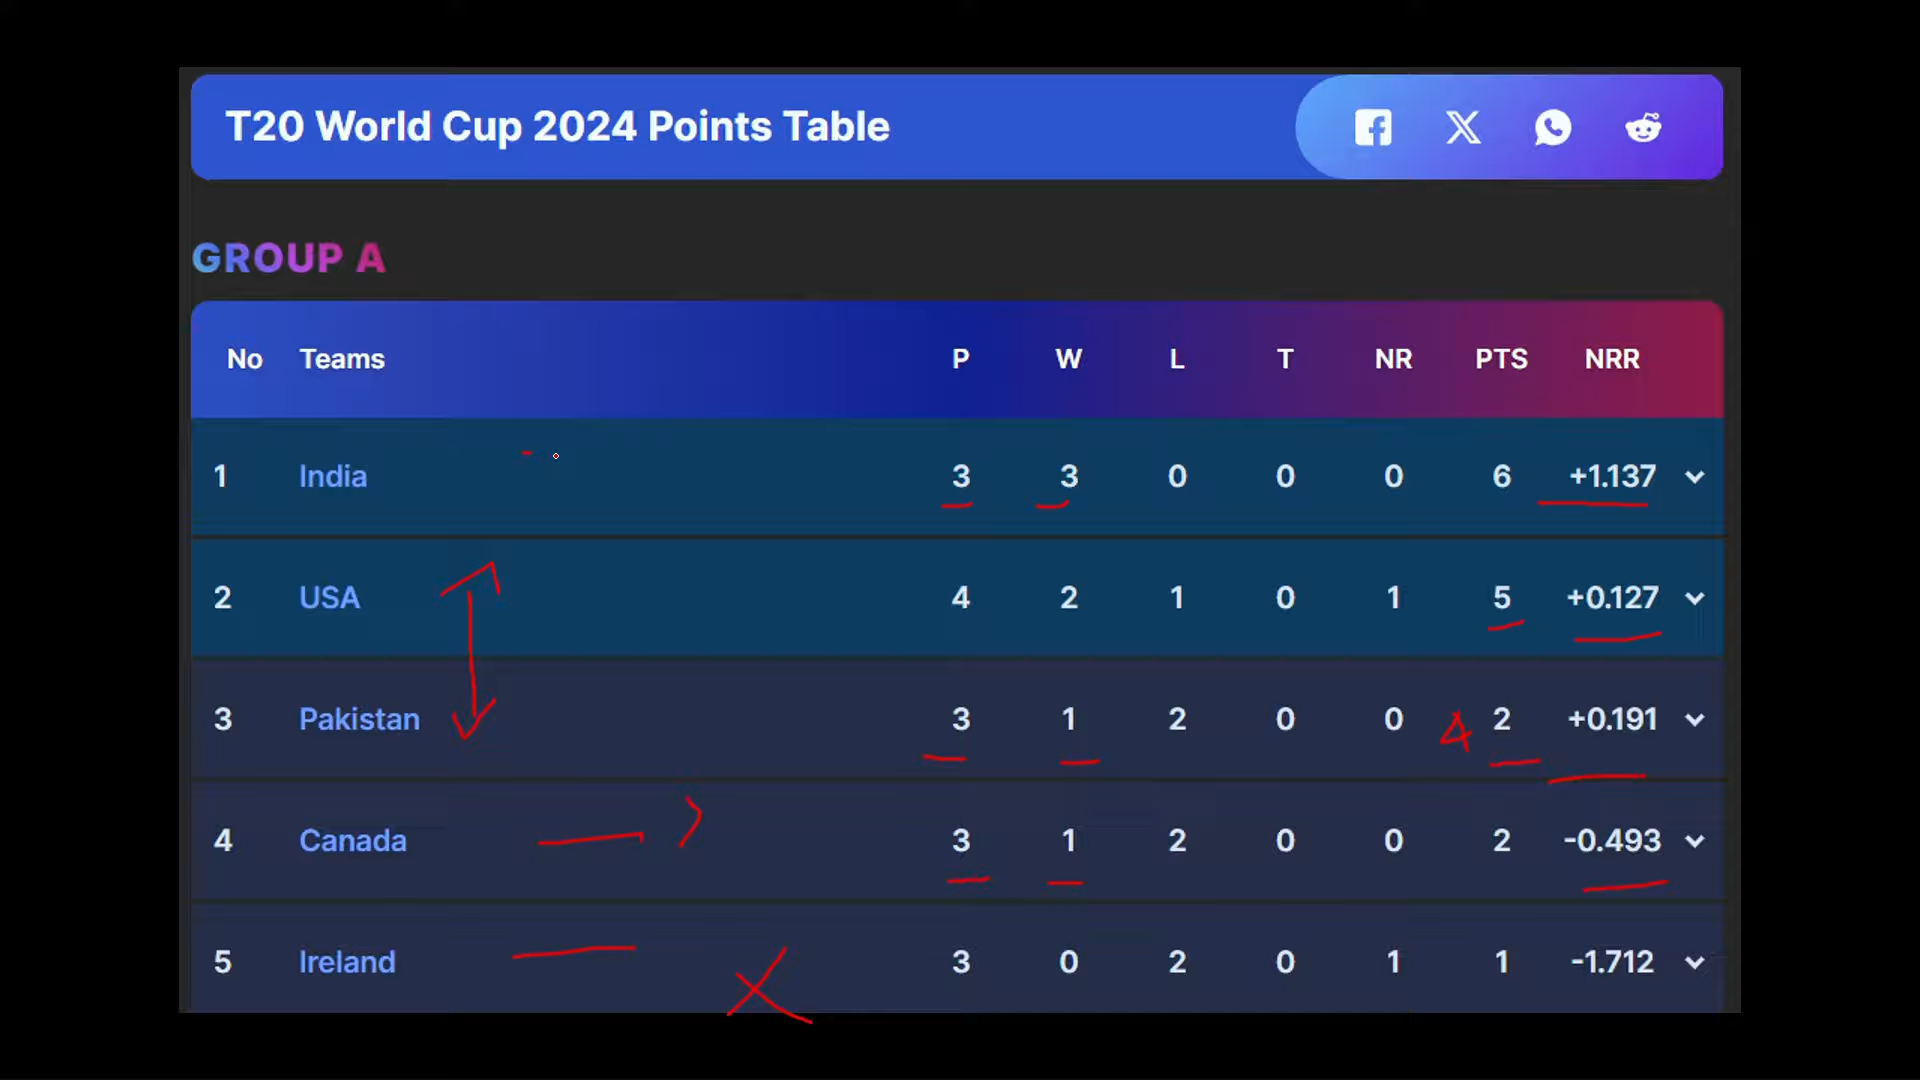 T20 World Cup 2024 Points Table
GROUP A
No Teams P W L T NR PTS NRR
1 India 3 3 0 0 0 6 +1.137
2 USA 4 2 1 0 1 5 +0.127
3 Pakistan 3 1 2 0 0 4 2 +0.191
4 Canada 3 1 2 0 0 2 -0.493
5 Ireland 3 0 2 0 1 1 -1.712